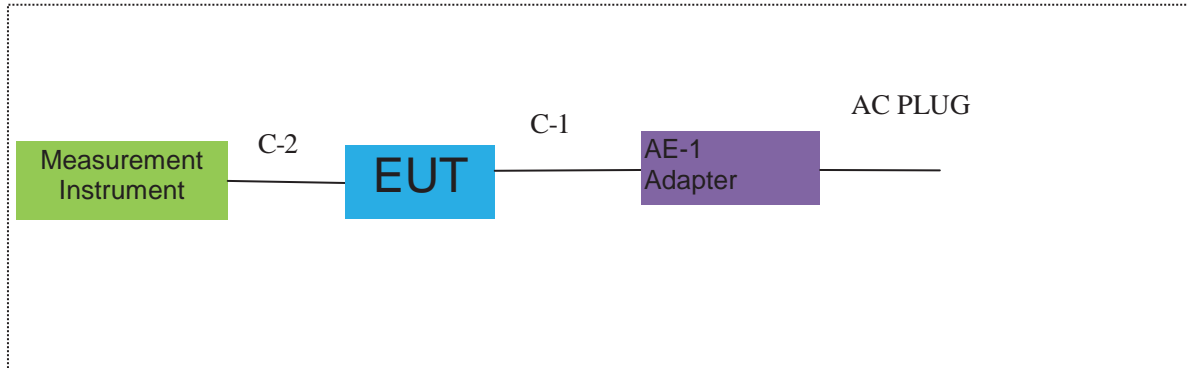 AC PLUG
C-1
C-2
Measurement
Instrument
EUT
AE-1
Adapter